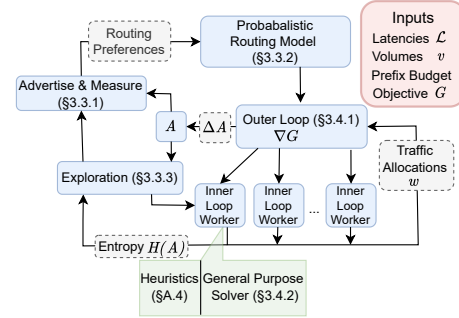 Routing
Preferences
Probabalistic
Routing Model
(§3.3.2)
Inputs
Latencies ℒ
Volumes v
Prefix Budget
Objective G
Advertise & Measure
(§3.3.1)
A
ΔA
Outer Loop (§3.4.1)
∇G
Traffic
Allocations
w
Exploration (§3.3.3)
Inner
Loop
Worker
Inner
Loop
Worker
...
Inner
Loop
Worker
Entropy H(A)
Heuristics
(§A.4)
General Purpose
Solver (§3.4.2)